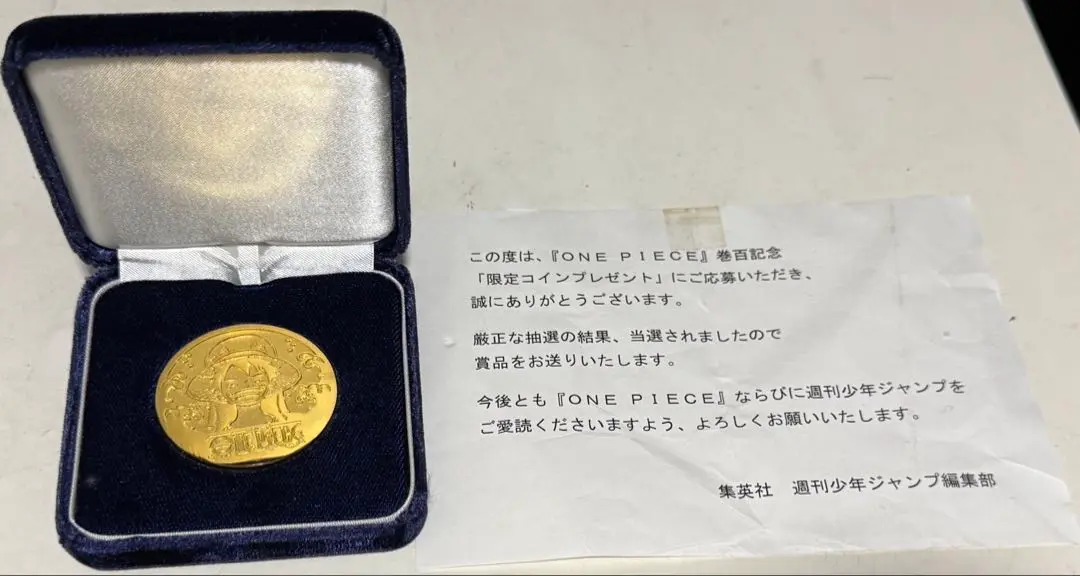 ONE PIECE
この度は、『ONE PIECE』巻百記念
「限定コインプレゼント」にご応募いただき、
誠にありがとうございます。
厳正な抽選の結果、当選されましたので
賞品をお送りいたします。
今後とも『ONE PIECE』ならびに週刊少年ジャンプを
ご愛読くださいますよう、よろしくお願いいたします。
集英社 週刊少年ジャンプ編集部